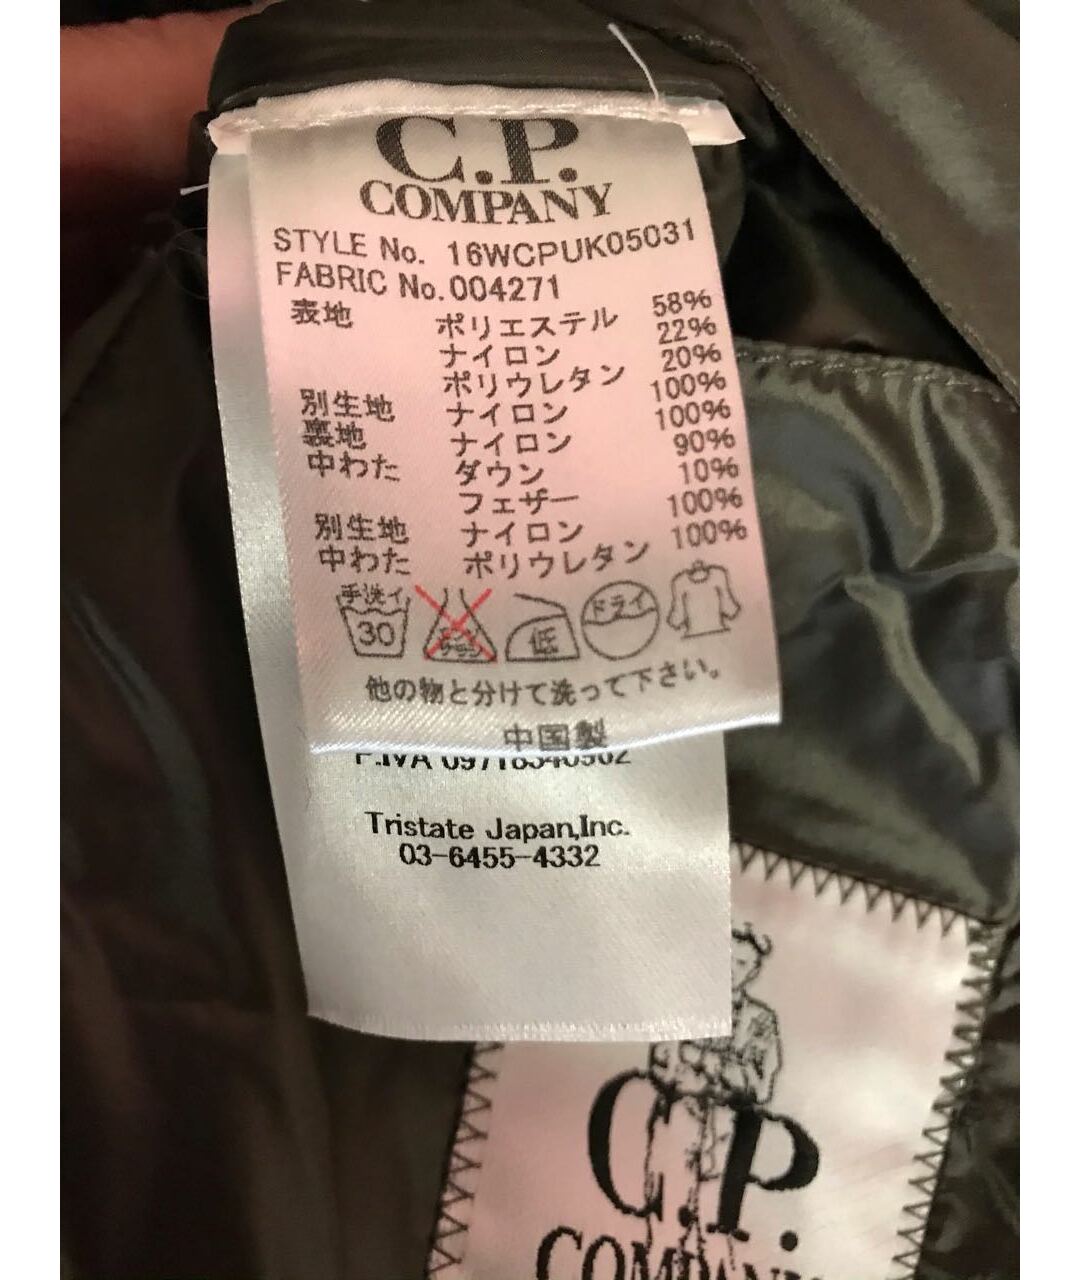 C.P.
COMPANY
STYLE No. 16WCPUK05031
FABRIC No. 004271
表地 ポリエステル 58%
ナイロン 22%
ポリウレタン 20%
別生地 ナイロン 100%
裏地 ナイロン 100%
中わた ダウン 90%
フェザー 10%
別生地 ナイロン 100%
中わた ポリウレタン 100%
手洗イ
30
低
ドライ
他の物と分けて洗って下さい。
中国製
P.IVA
Tristate Japan,Inc.
03-6455-4332
C.P.
COMPANY